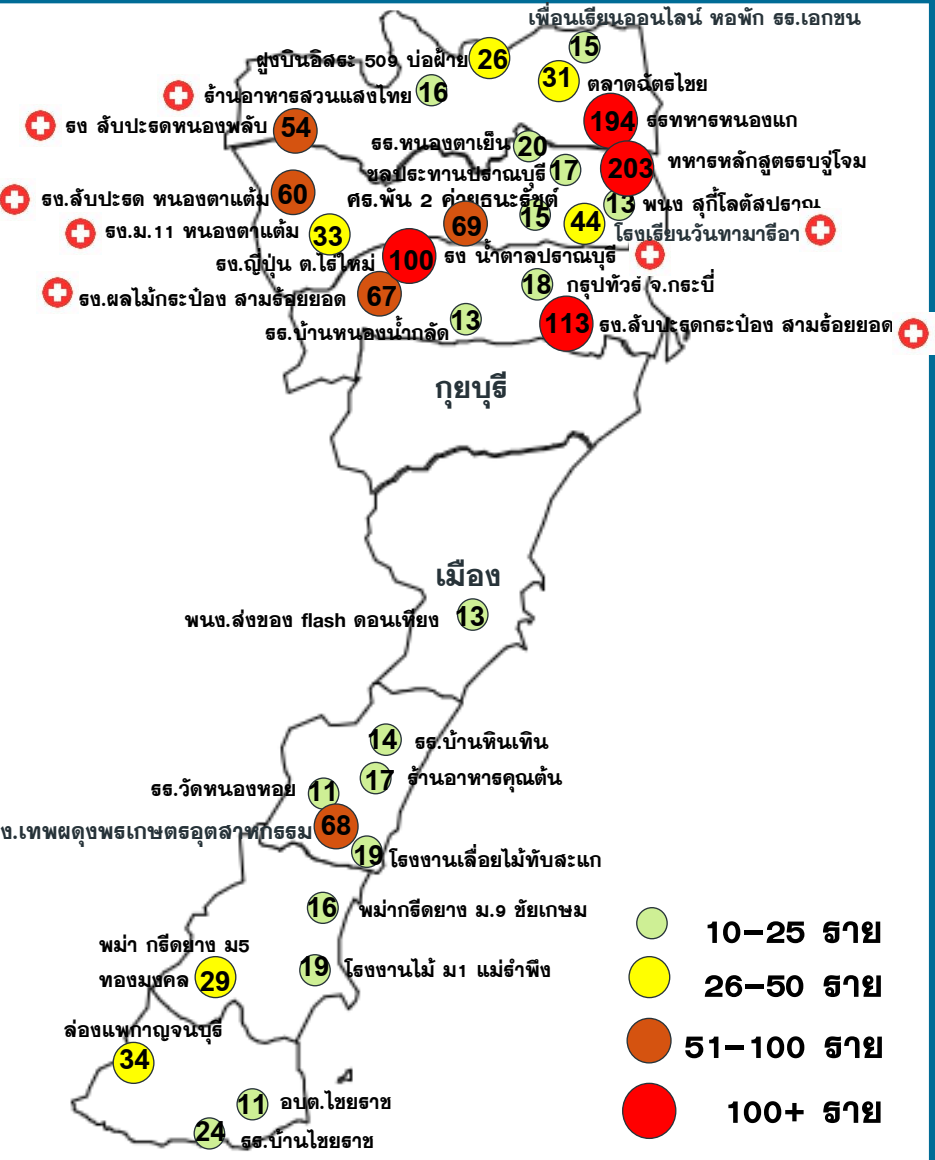 เพื่อนเรียนออนไลน์ หอพัก รร.เอกชน
15
ฝูงบินอิสระ 509 บ่อฝ้าย
26
31
ตลาดฉัตรไชย
ร้านอาหารสวนแสงไทย
16
รง สับปะรดหนองพลับ
54
194
รร​ทหารหนองแก
รร.หนองตาเย็น
20
ชลประทานปราณบุรี
17
203
ทหารหลักสูตรรบจู่โจม
รง.สับปะรด หนองตาแต้ม
60
ศร.พัน 2 ค่ายธนะรัชต์
15
13
พนง สุกี้โลตัสปราณ
รง.ม.11 หนองตาแต้ม
33
69
44
โรงเรียนวันทามารีอา
รง.ญี่ปุ่น ต.ไร่ใหม่
100
รง น้ำตาลปราณบุรี
รง.ผลไม้กระป๋อง สามร้อยยอด
67
18
กรุปทัวร์ จ.กระบี่
รร.บ้านหนองน้ำกลัด
13
113
รง.สับปะรดกระป๋อง สามร้อยยอด
กุยบุรี
เมือง
พนง.ส่งของ flash ดอนเทียง
13
14
รร.บ้านหินเทิน
17
ร้านอาหารคุณต้น
รร.วัดหนองหอย
11
ง.เทพผดุงพรเกษตรอุตสาหกรรม
68
19
โรงงานเลื่อยไม้ทับสะแก
16
พม่ากรีดยาง ม.9 ชัยเกษม
พม่า กรีดยาง ม5
ทองมงคล
29
19
โรงงานไม้ ม1 แม่รำพึง
ล่องแพกาญจนบุรี
34
11
อบต.ไชยราช
24
รร.บ้านไชยราช
10-25 ราย
26-50 ราย
51-100 ราย
100+ ราย